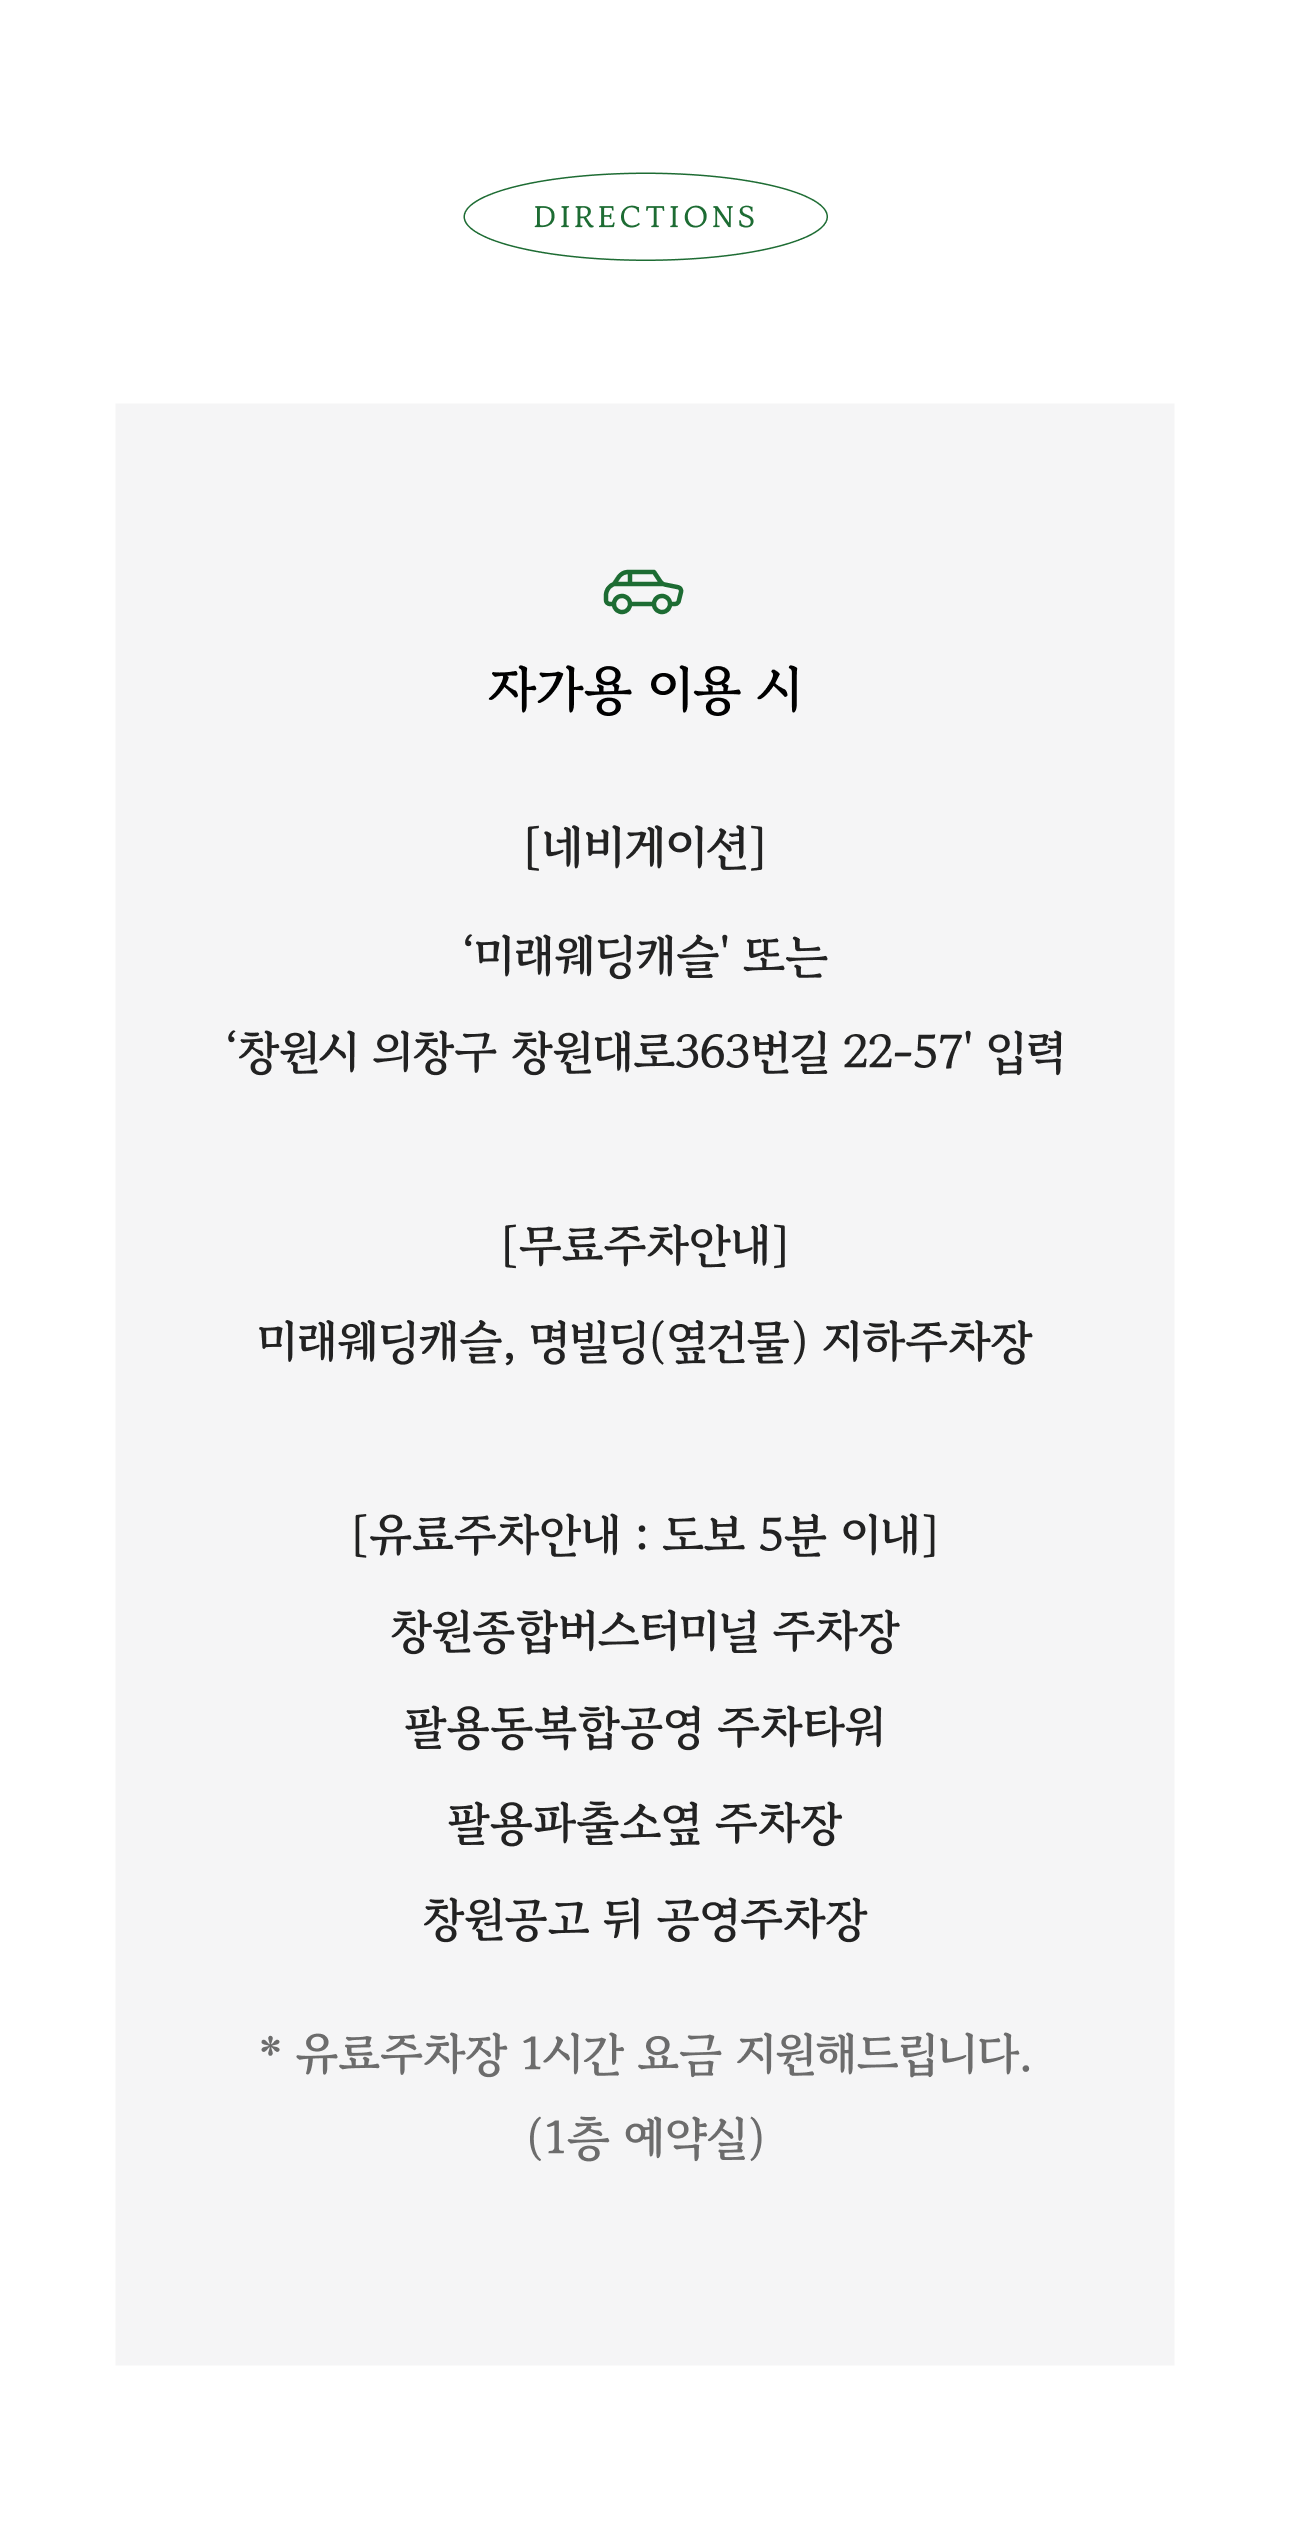 DIRECTIONS
자가용 이용 시
[네비게이션]
‘미래웨딩캐슬' 또는
‘창원시 의창구 창원대로363번길 22-57' 입력
[무료주차안내]
미래웨딩캐슬, 명빌딩(옆건물) 지하주차장
[유료주차안내 : 도보 5분 이내]
창원종합버스터미널 주차장
팔용동복합공영 주차타워
팔용파출소옆 주차장
창원공고 뒤 공영주차장
* 유료주차장 1시간 요금 지원해드립니다.
(1층 예약실)